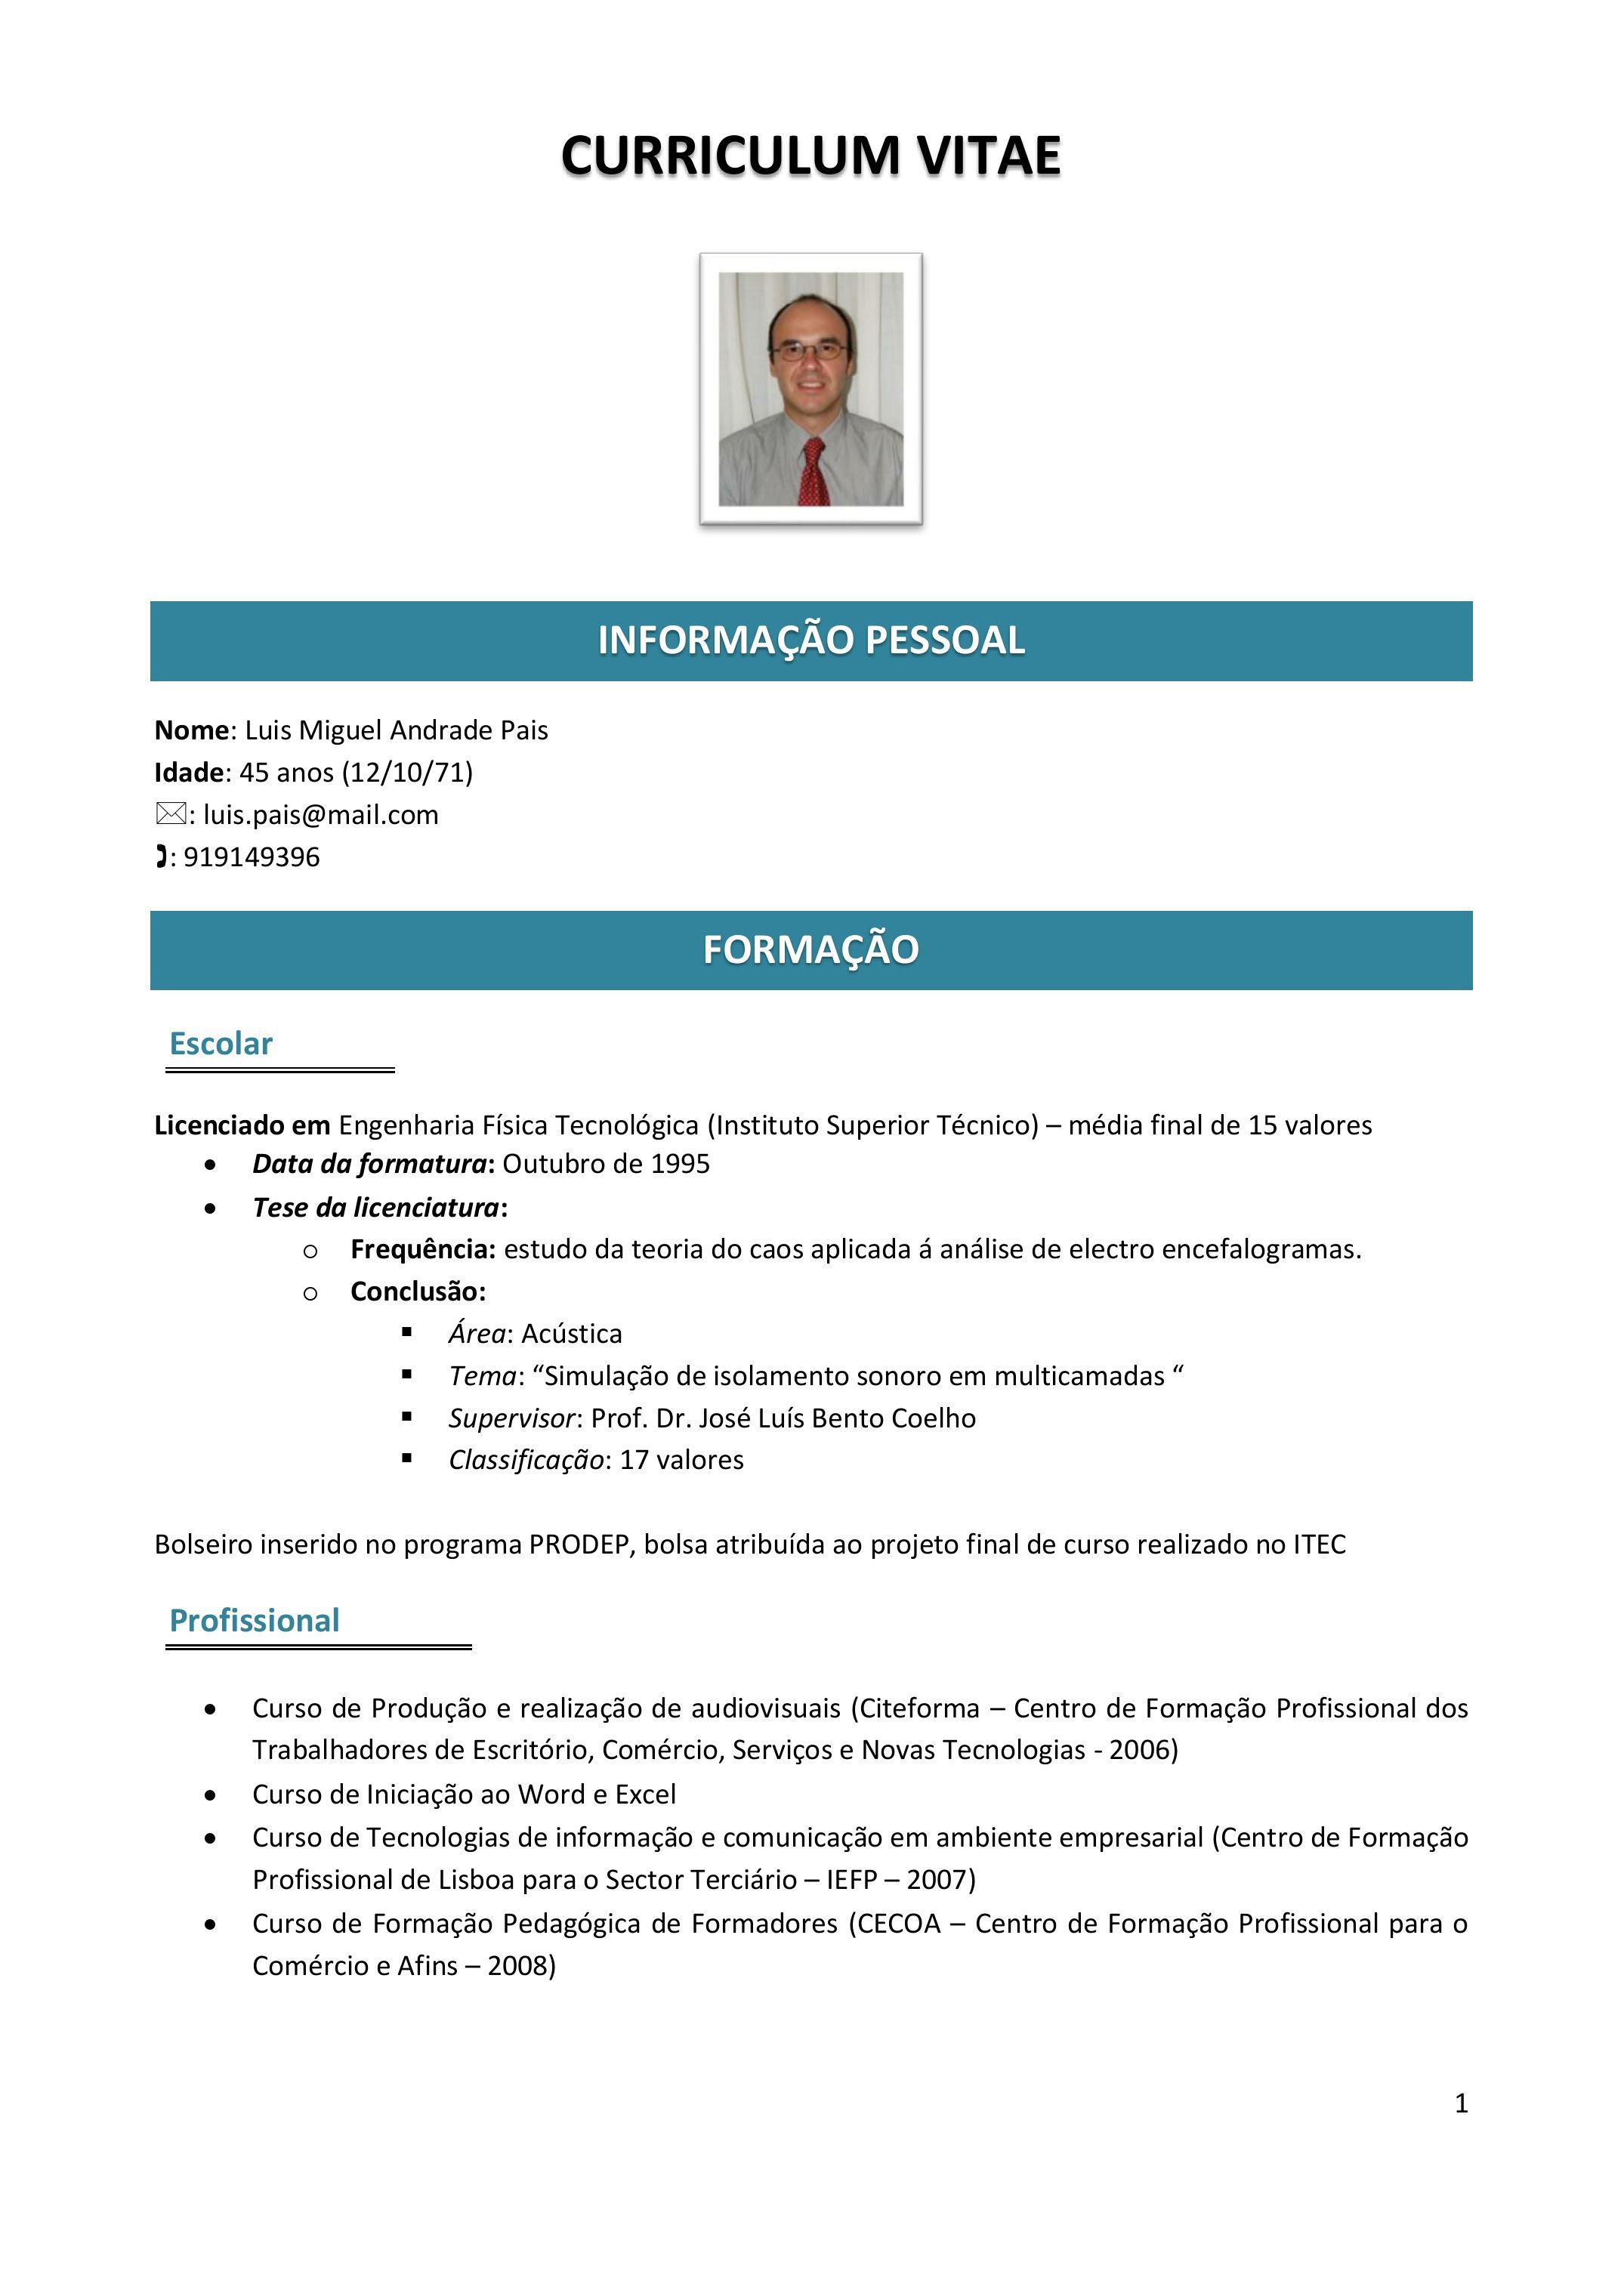 CURRICULUM VITAE
INFORMAÇÃO PESSOAL
Nome: Luis Miguel Andrade Pais
Idade: 45 anos (12/10/71)
🖂: luis.pais@mail.com
🕽: 919149396
FORMAÇÃO
Escolar
Licenciado em Engenharia Física Tecnológica (Instituto Superior Técnico) – média final de 15 valores
• Data da formatura: Outubro de 1995
• Tese da licenciatura:
o Frequência: estudo da teoria do caos aplicada á análise de electro encefalogramas.
o Conclusão:
▪ Área: Acústica
▪ Tema: “Simulação de isolamento sonoro em multicamadas “
▪ Supervisor: Prof. Dr. José Luís Bento Coelho
▪ Classificação: 17 valores
Bolseiro inserido no programa PRODEP, bolsa atribuída ao projeto final de curso realizado no ITEC
Profissional
• Curso de Produção e realização de audiovisuais (Citeforma – Centro de Formação Profissional dos
Trabalhadores de Escritório, Comércio, Serviços e Novas Tecnologias - 2006)
• Curso de Iniciação ao Word e Excel
• Curso de Tecnologias de informação e comunicação em ambiente empresarial (Centro de Formação
Profissional de Lisboa para o Sector Terciário – IEFP – 2007)
• Curso de Formação Pedagógica de Formadores (CECOA – Centro de Formação Profissional para o
Comércio e Afins – 2008)
1